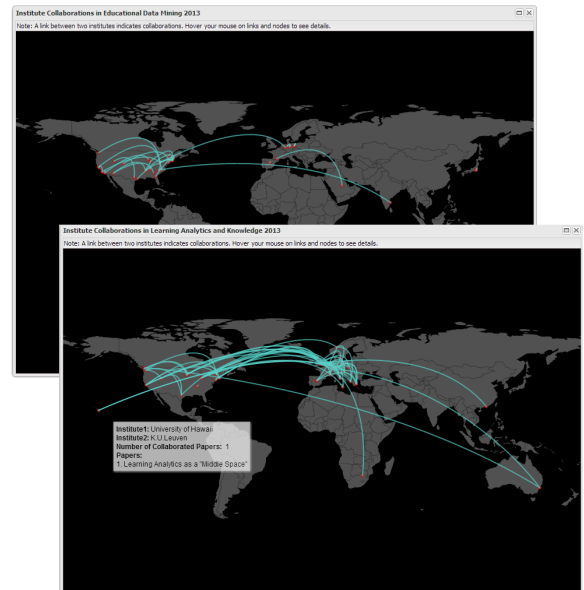 Institute Collaborations in Educational Data Mining 2013
Note: A link between two institutes indicates collaborations. Hover your mouse on links and nodes to see details.
Institute Collaborations in Learning Analytics and Knowledge 2013
Note: A link between two institutes indicates collaborations. Hover your mouse on links and nodes to see details.
Institute1: University of Hawaii
Institute2: K.U.Leuven
Number of Collaborated Papers: 1
Papers:
1. Learning Analytics as a "Middle Space"